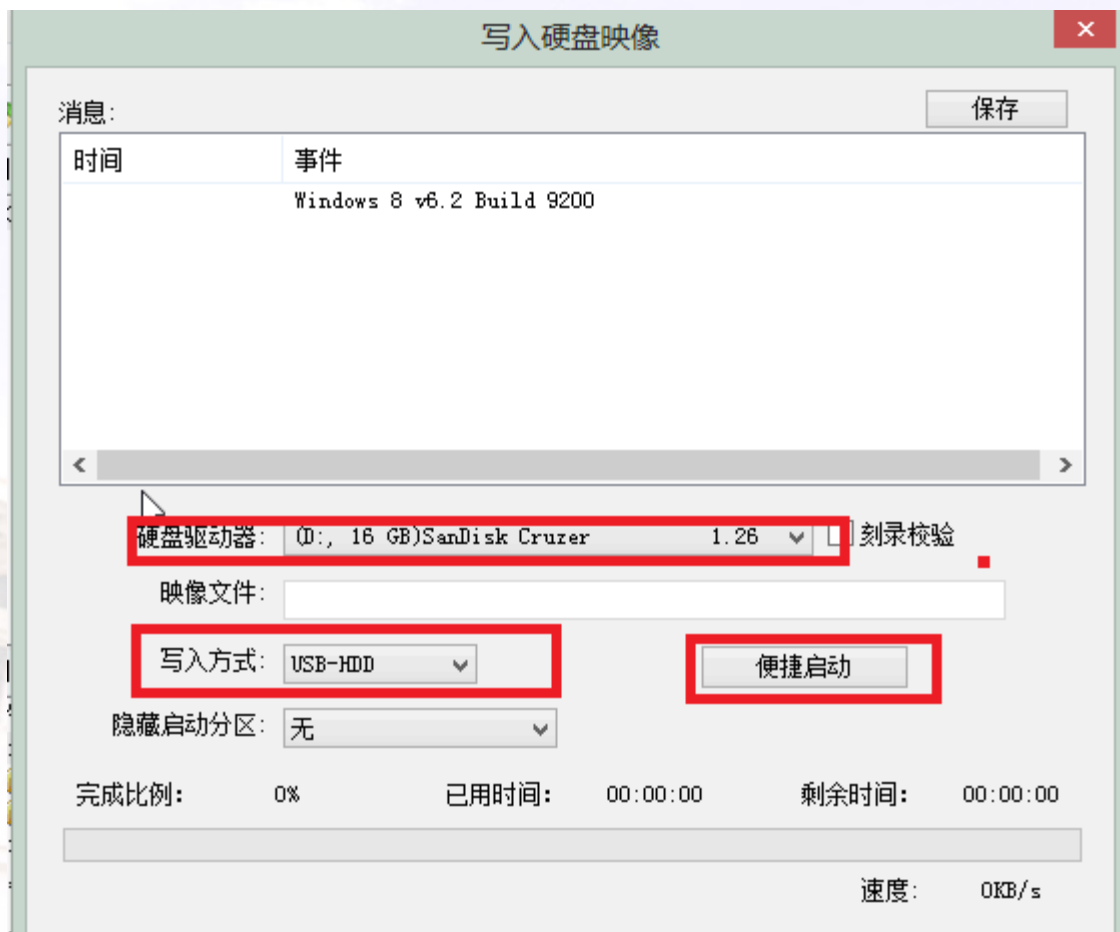 写入硬盘映像
消息:
保存
时间 事件
Windows 8 v6.2 Build 9200
硬盘驱动器: (D:, 16 GB)SanDisk Cruzer 1.26 刻录校验
映像文件:
写入方式: USB-HDD 便捷启动
隐藏启动分区: 无
完成比例: 0% 已用时间: 00:00:00 剩余时间: 00:00:00
速度: 0KB/s